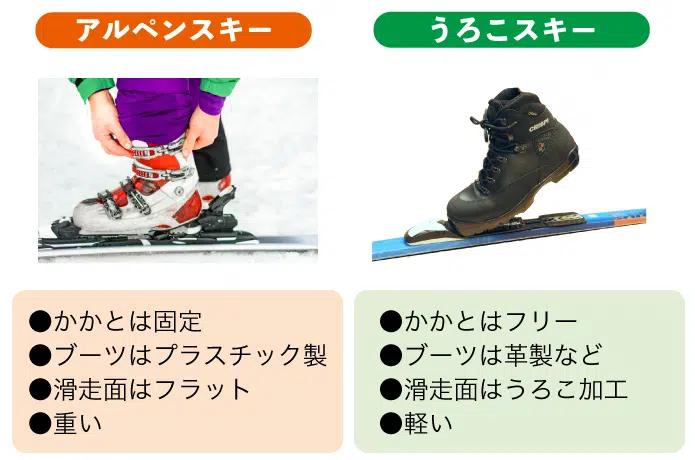 アルペンスキー
うろこスキー
CRISPI
●かかとは固定
●ブーツはプラスチック製
●滑走面はフラット
●重い
●かかとはフリー
●ブーツは革製など
●滑走面はうろこ加工
●軽い